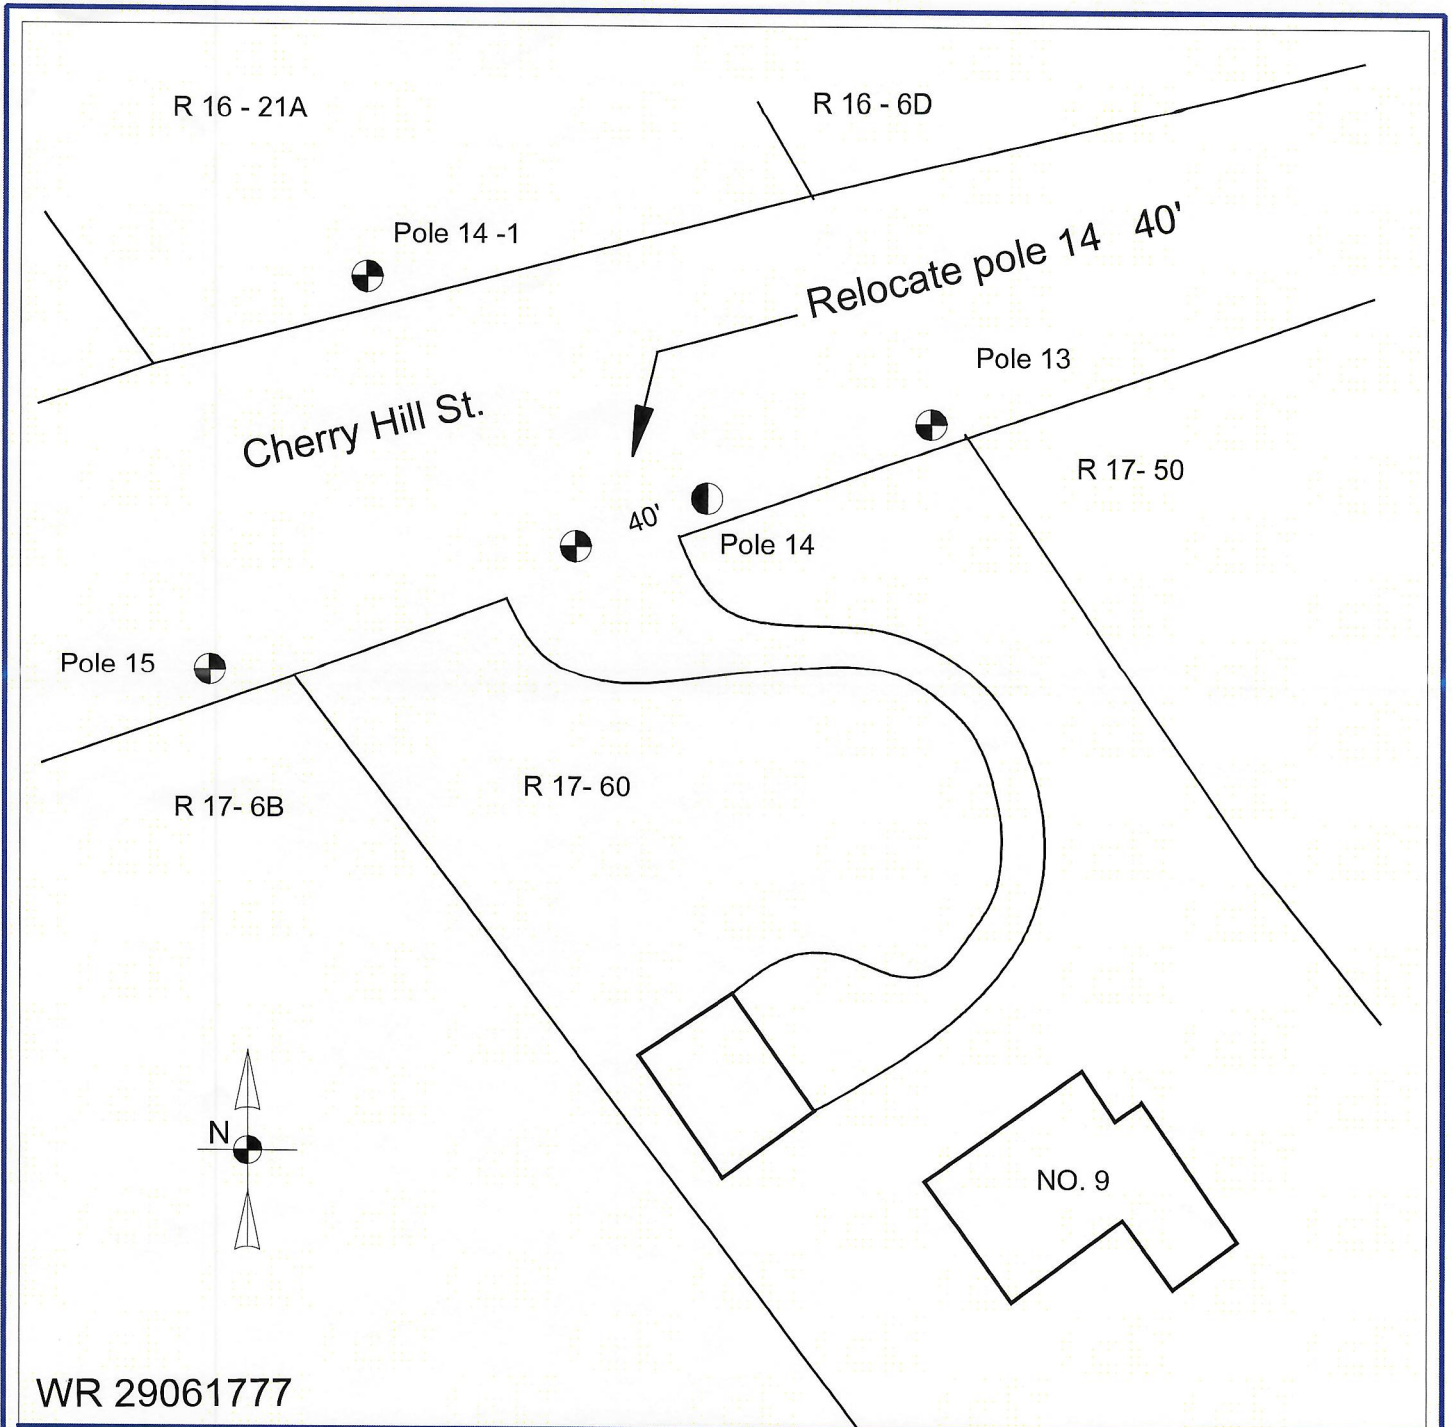 R 16 - 21A
R 16 - 6D
Pole 14 -1
Relocate pole 14 40'
Pole 13
Cherry Hill St.
R 17- 50
40'
Pole 14
Pole 15
R 17- 60
R 17- 6B
N
NO. 9
WR 29061777